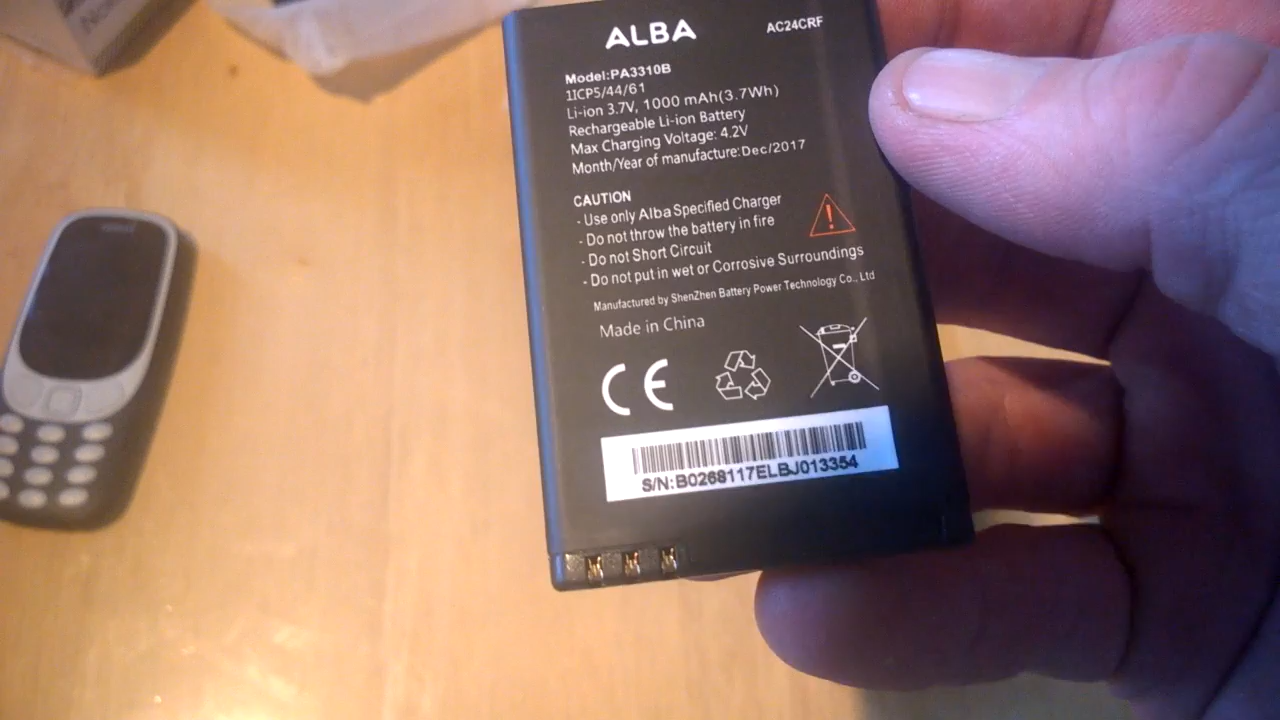 ALBA
AC24CRF
Model:PA3310B
1ICP5/44/61
Li-ion 3.7V, 1000 mAh(3.7Wh)
Rechargeable Li-ion Battery
Max Charging Voltage: 4.2V
Month/Year of manufacture:Dec/2017
CAUTION
- Use only Alba Specified Charger
- Do not throw the battery in fire
- Do not Short Circuit
- Do not put in wet or Corrosive Surroundings
!
Manufactured by ShenZhen Battery Power Technology Co., Ltd
Made in China
CE
S/N:B0268117ELBJ013354